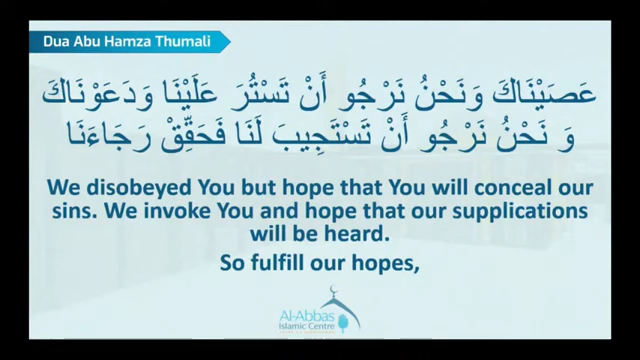 Dua Abu Hamza Thumali
عَصَيْنَاكَ وَنَحْنُ نَرْجُو أَنْ تَسْتُرَ عَلَيْنَا وَدَعَوْنَاكَ
وَ نَحْنُ نَرْجُو أَنْ تَسْتَجِيبَ لَنَا فَحَقِّقْ رَجَاءَنَا
We disobeyed You but hope that You will conceal our
sins. We invoke You and hope that our supplications
will be heard.
So fulfill our hopes,
Al-Abbas
Islamic Centre